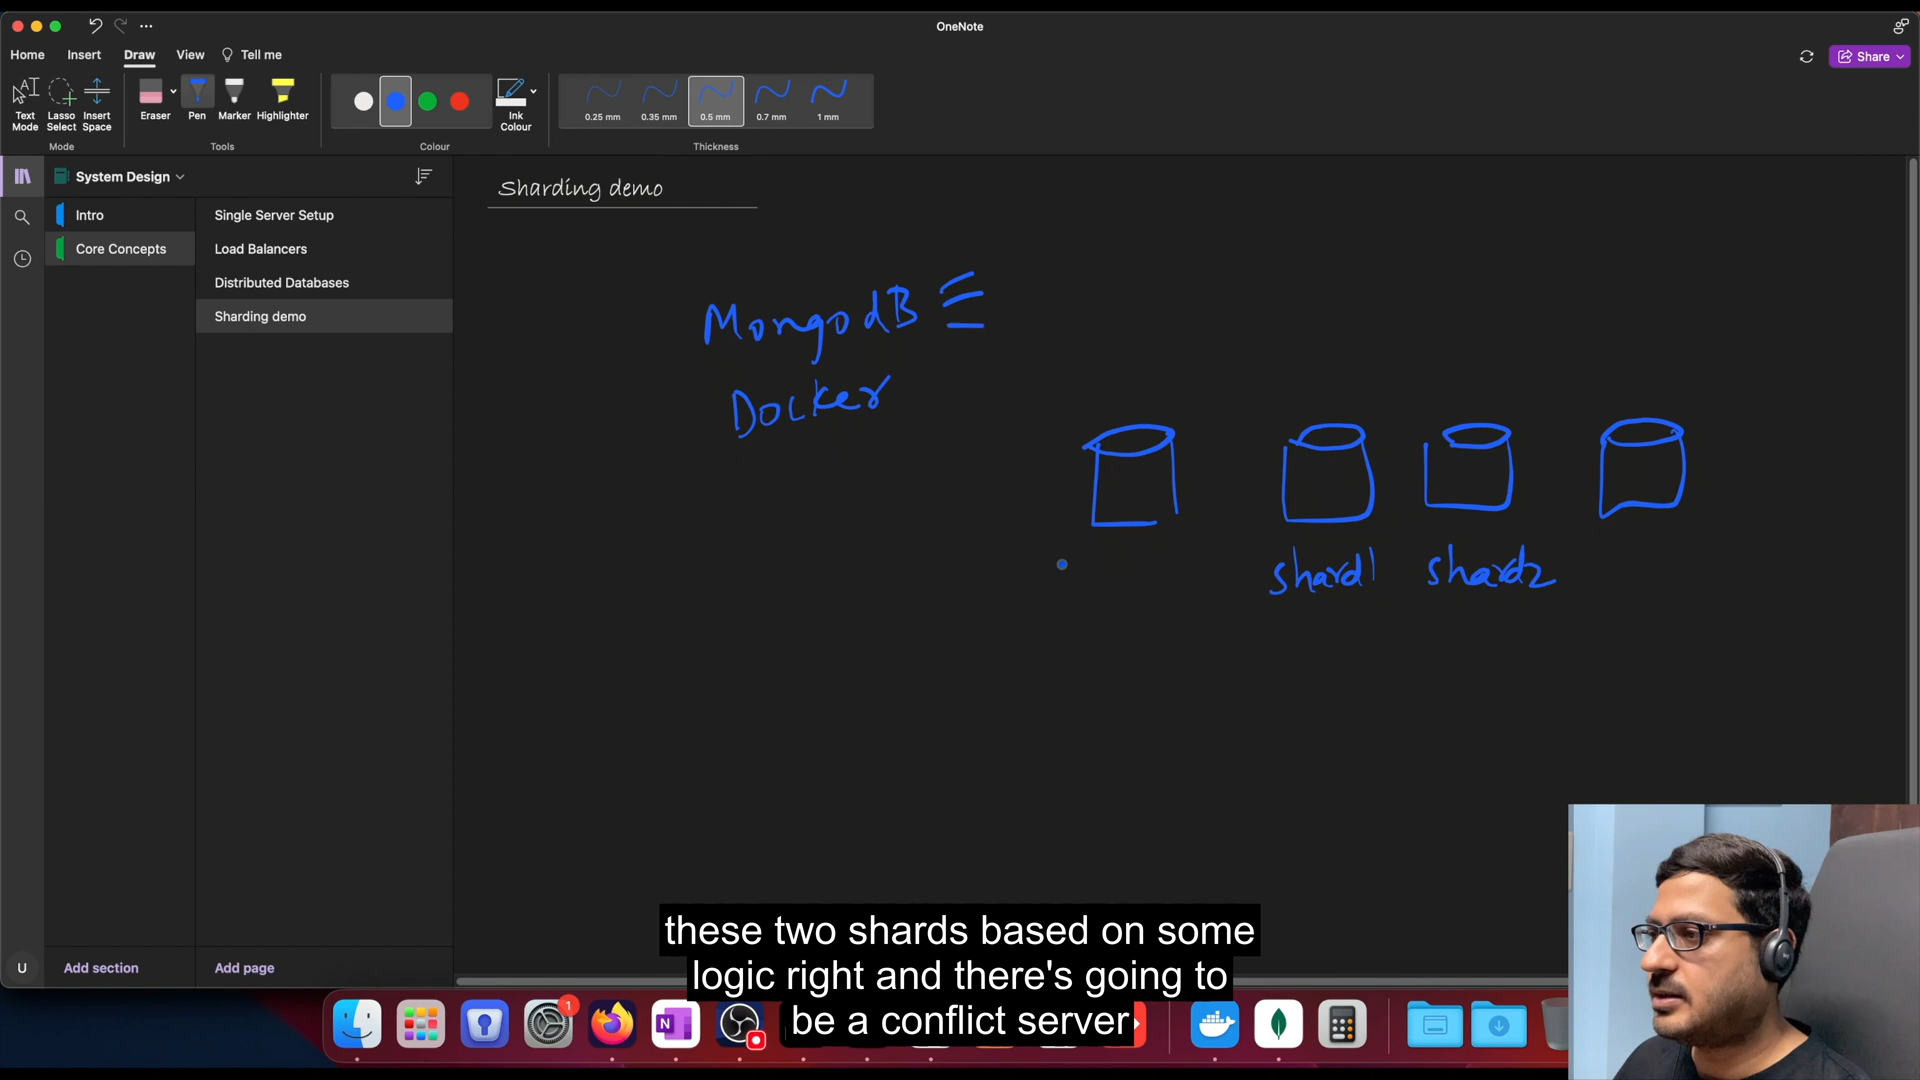 OneNote
Home Insert Draw View Tell me
Share
Text Mode
Lasso Select
Insert Space
Eraser
Pen
Marker
Highlighter
Ink Colour
0.25 mm
0.35 mm
0.5 mm
0.7 mm
1 mm
Mode
Tools
Colour
Thickness
System Design
Intro
Core Concepts
Single Server Setup
Load Balancers
Distributed Databases
Sharding demo
Sharding demo
MongodB
Docker
shard1 shard2
these two shards based on some
logic right and there's going to
be a conflict server
U
Add section
Add page
1